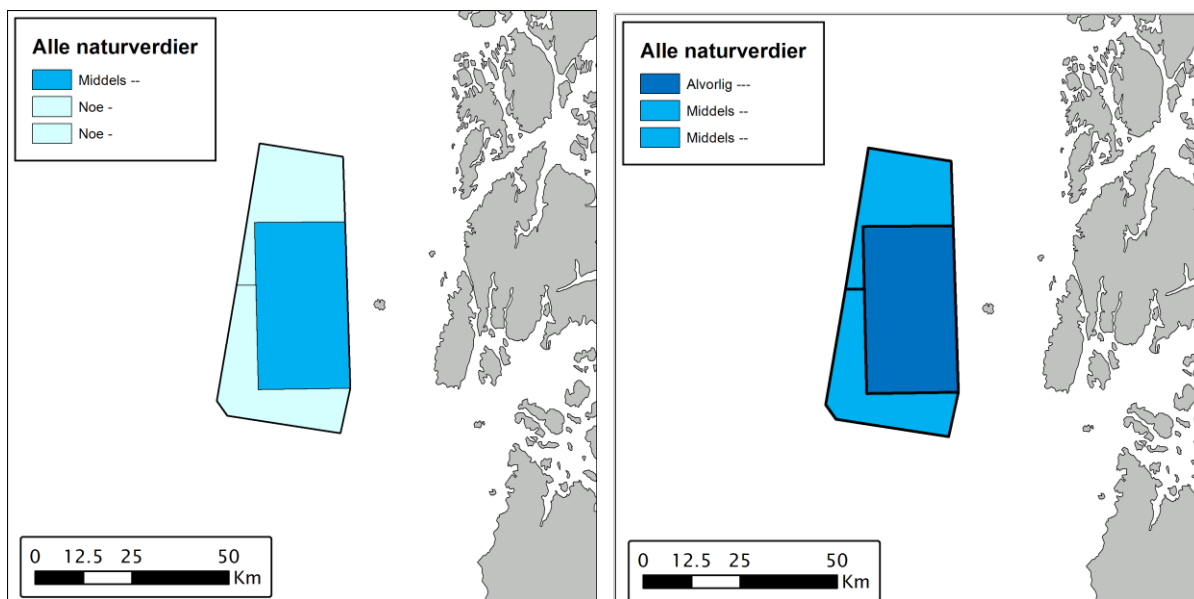 Alle naturverdier
Middels --
Noe -
Noe -
0 12.5 25 50
Km
Alle naturverdier
Alvorlig ---
Middels --
Middels --
0 12.5 25 50
Km